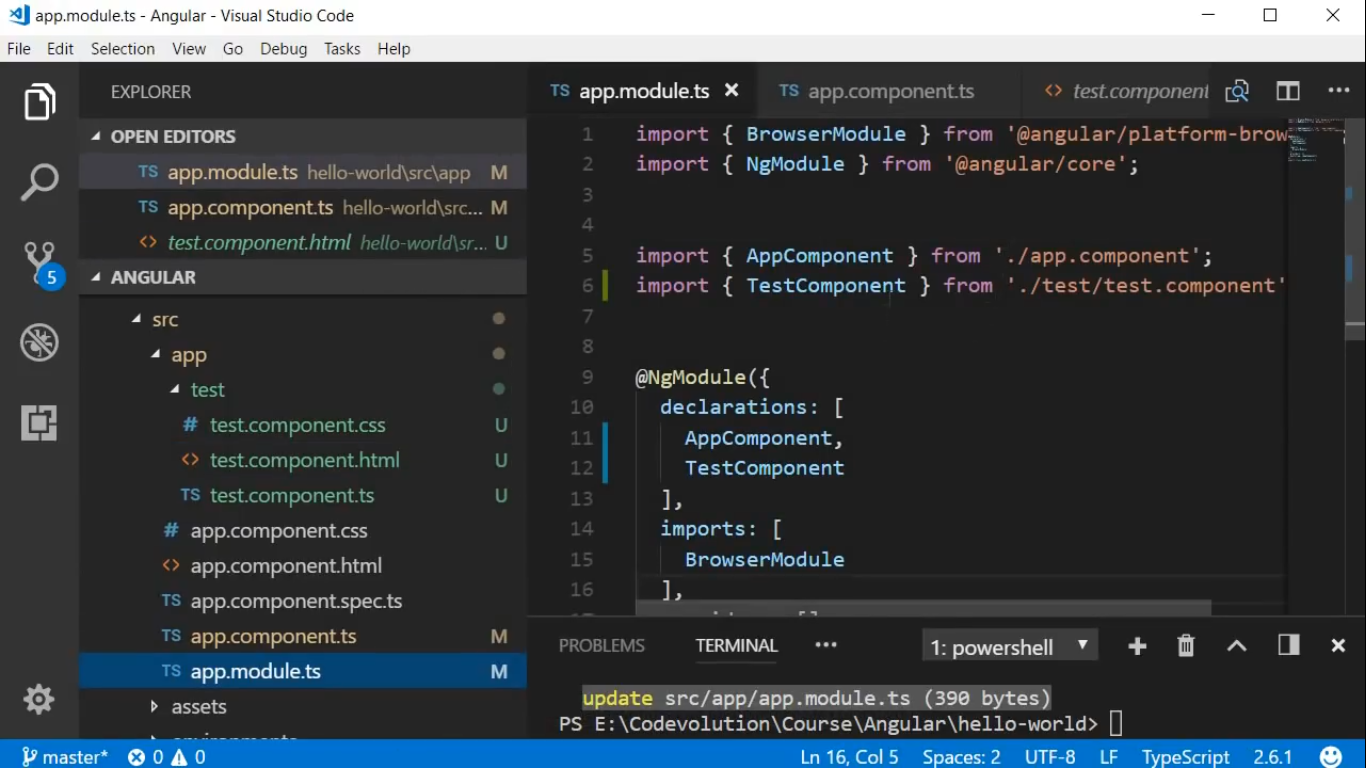 app.module.ts - Angular - Visual Studio Code
File Edit Selection View Go Debug Tasks Help
EXPLORER
OPEN EDITORS
TS app.module.ts hello-world\src\app M
TS app.component.ts hello-world\src... M
<> test.component.html hello-world\sr... U
5
ANGULAR
src
app
test
# test.component.css U
<> test.component.html U
TS test.component.ts U
# app.component.css
<> app.component.html
TS app.component.spec.ts
TS app.component.ts M
TS app.module.ts M
assets
TS app.module.ts TS app.component.ts <> test.component
1 import { BrowserModule } from '@angular/platform-brow
2 import { NgModule } from '@angular/core';
3
4
5 import { AppComponent } from './app.component';
6 import { TestComponent } from './test/test.component'
7
8
9 @NgModule({
10 declarations: [
11 AppComponent,
12 TestComponent
13 ],
14 imports: [
15 BrowserModule
16 ],
PROBLEMS TERMINAL ••• 1: powershell
update src/app/app.module.ts (390 bytes)
PS E:\Codevolution\Course\Angular\hello-world>
master* 0 0 Ln 16, Col 5 Spaces: 2 UTF-8 LF TypeScript 2.6.1